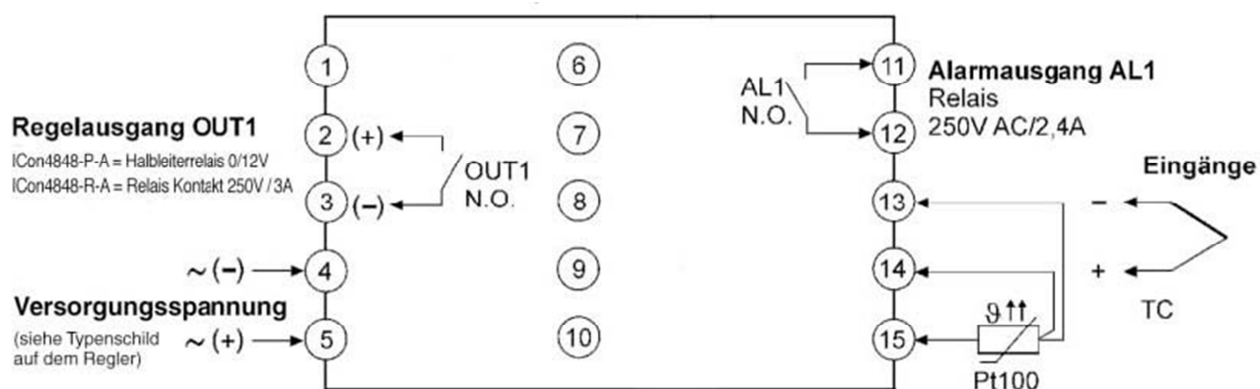 1
6
11
Alarmausgang AL1
AL1
N.O.
Relais
250V AC/2,4A
Regelausgang OUT1
ICon4848-P-A = Halbleiterrelais 0/12V
ICon4848-R-A = Relais Kontakt 250V / 3A
2
(+)
7
12
OUT1
N.O.
3
(–)
8
13
Eingänge
–
+
TC
~ (–)
4
9
14
Versorgungsspannung
(siehe Typenschild
auf dem Regler)
~ (+)
5
10
15
ϑ
Pt100